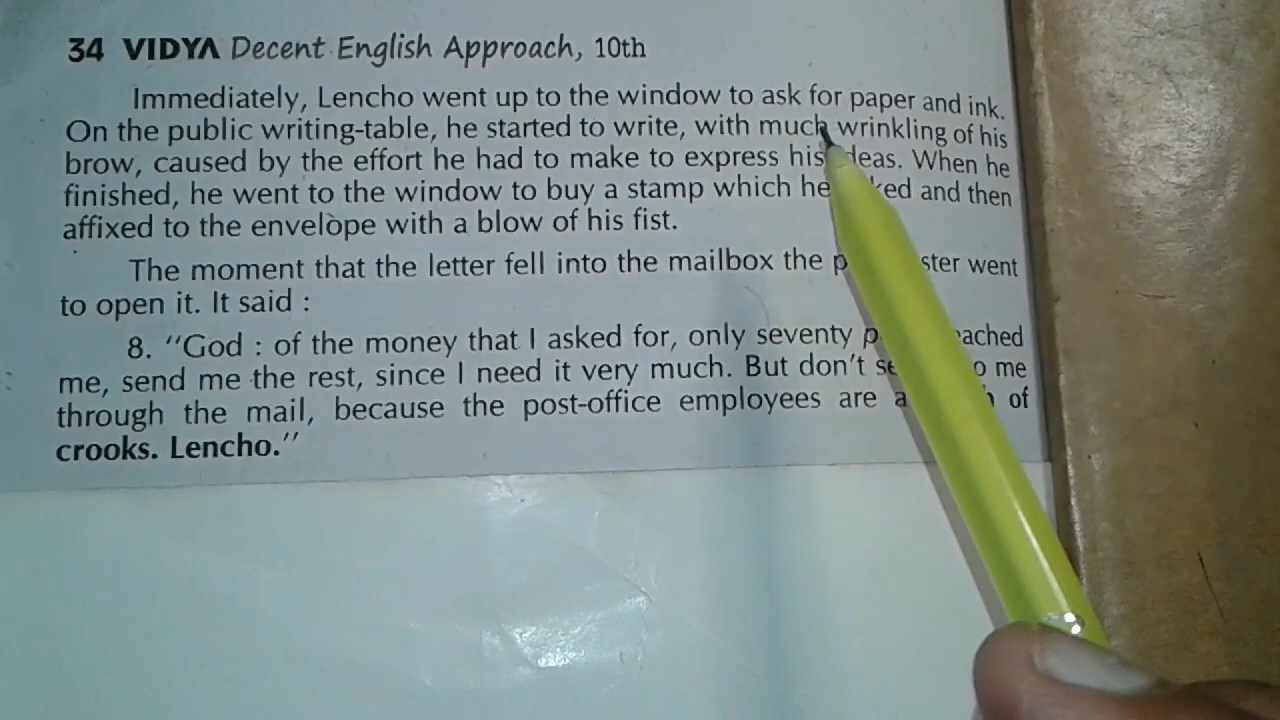 34 VIDYA Decent English Approach, 10th
Immediately, Lencho went up to the window to ask for paper and ink.
On the public writing-table, he started to write, with much wrinkling of his
brow, caused by the effort he had to make to express his ideas. When he
finished, he went to the window to buy a stamp which he and then
affixed to the envelope with a blow of his fist.
The moment that the letter fell into the mailbox the went
to open it. It said :
8. "God : of the money that I asked for, only seventy
me, send me the rest, since I need it very much. But don't me
through the mail, because the post-office employees are a of
crooks. Lencho."